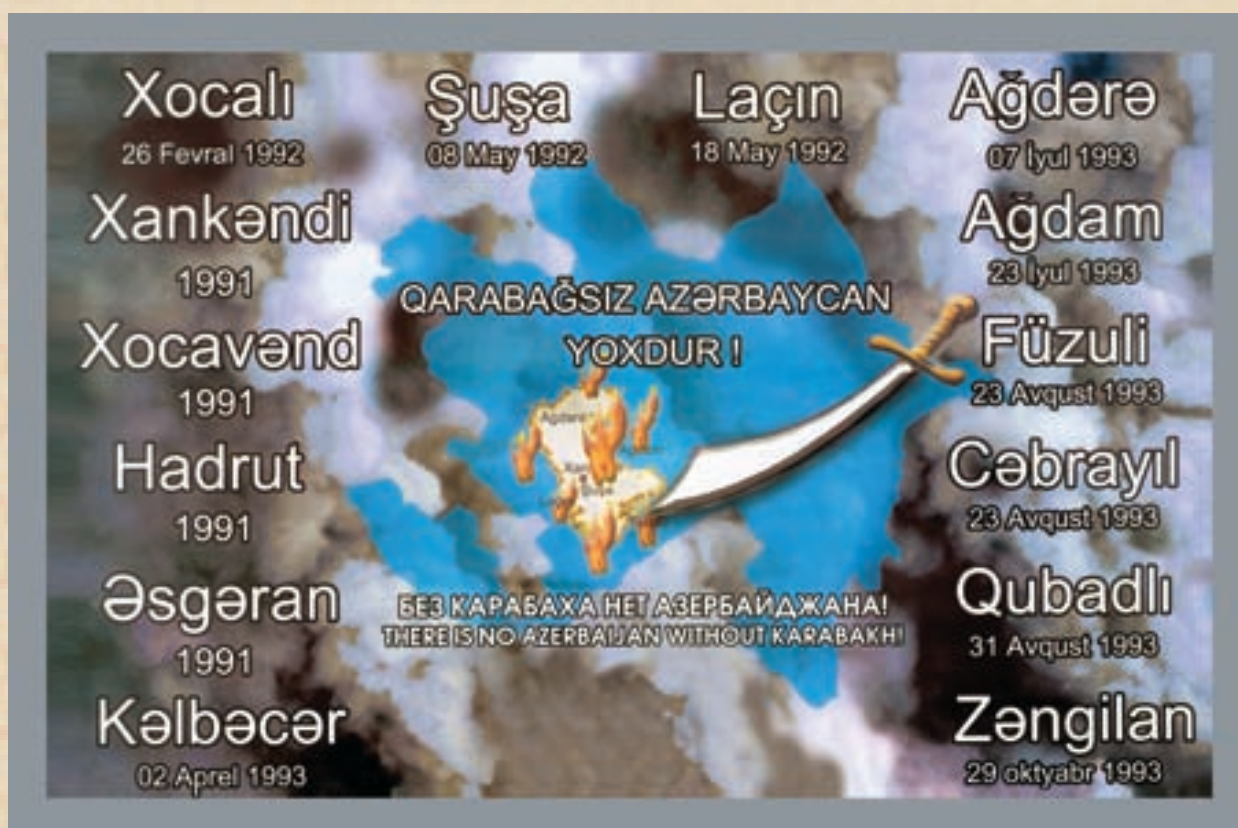 Xocalı
26 Fevral 1992
Şuşa
08 May 1992
Laçın
18 May 1992
Ağdərə
07 İyul 1993
Xankəndi
1991
Ağdam
23 İyul 1993
QARABAĞSIZ AZƏRBAYCAN
YOXDUR !
Xocavənd
1991
Füzuli
23 Avqust 1993
Ağdərə
Şuşa
Hadrut
1991
Cəbrayıl
23 Avqust 1993
Əsgəran
1991
БЕЗ КАРАБАХА НЕТ АЗЕРБАЙДЖАНА!
THERE IS NO AZERBAIJAN WITHOUT KARABAKH!
Qubadlı
31 Avqust 1993
Kəlbəcər
02 Aprel 1993
Zəngilan
29 oktyabr 1993